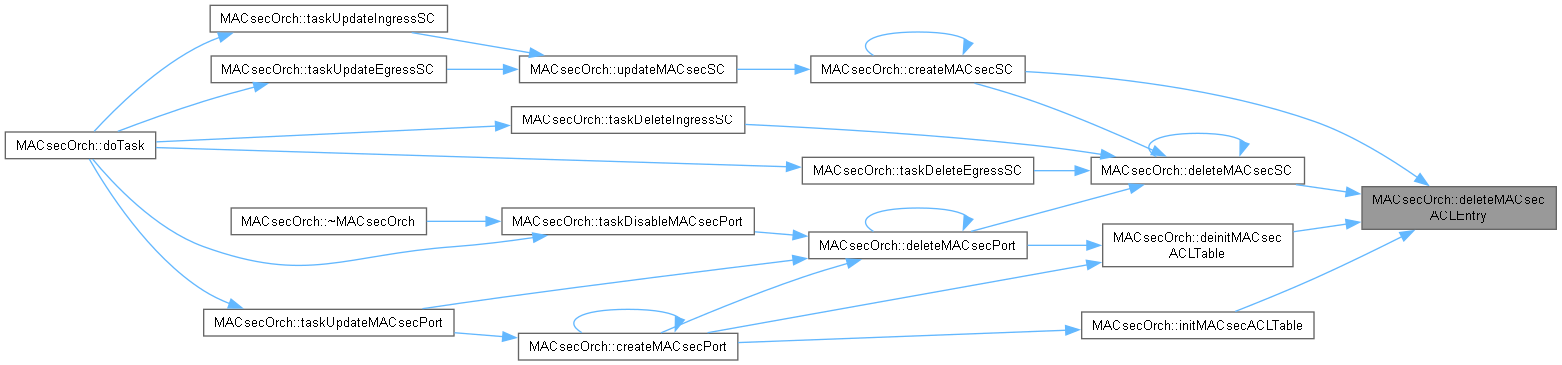 MACsecOrch::taskUpdateIngressSC
MACsecOrch::taskUpdateEgressSC
MACsecOrch::updateMACsecSC
MACsecOrch::createMACsecSC
MACsecOrch::taskDeleteIngressSC
MACsecOrch::doTask
MACsecOrch::taskDeleteEgressSC
MACsecOrch::deleteMACsecSC
MACsecOrch::deleteMACsec
ACLEntry
MACsecOrch::~MACsecOrch
MACsecOrch::taskDisableMACsecPort
MACsecOrch::deleteMACsecPort
MACsecOrch::deinitMACsec
ACLTable
MACsecOrch::taskUpdateMACsecPort
MACsecOrch::createMACsecPort
MACsecOrch::initMACsecACLTable